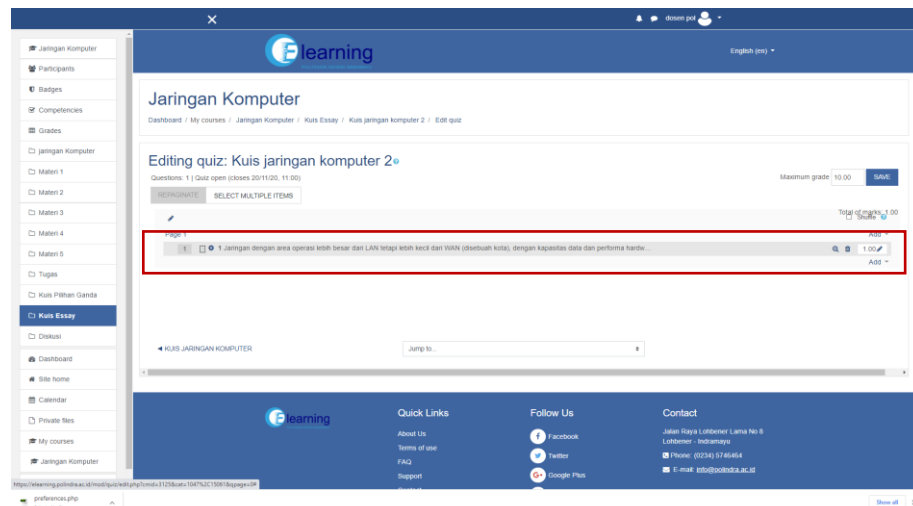 dosen pol
Jaringan Komputer
Participants
Badges
Competencies
Grades
jaringan Komputer
Materi 1
Materi 2
Materi 3
Materi 4
Materi 5
Tugas
Kuis Pilihan Ganda
Kuis Essay
Diskusi
Dashboard
Site home
Calendar
Private files
My courses
Jaringan Komputer
Elearning
English (en)
Jaringan Komputer
Dashboard / My courses / Jaringan Komputer / Kuis Essay / Kuis jaringan komputer 2 / Edit quiz
Editing quiz: Kuis jaringan komputer 2
Questions: 1 | Quiz open (closes 20/11/20, 11:00)
Maximum grade 10.00 SAVE
REPAGINATE SELECT MULTIPLE ITEMS
Total of marks: 1.00
Shuffle
Page 1 Add
1 1 Jaringan dengan area operasi lebih besar dari LAN tetapi lebih kecil dari WAN (disebuah kota), dengan kapasitas data dan performa hardw... 1.00
Add
◄ KUIS JARINGAN KOMPUTER Jump to...
Elearning
Quick Links
About Us
Terms of use
FAQ
Support
Follow Us
Facebook
Twitter
Google Plus
Contact
Jalan Raya Lohbener Lama No 8
Lohbener - Indramayu
Phone: (0234) 5746464
E-mail: info@polindra.ac.id
preferences.php
Show all